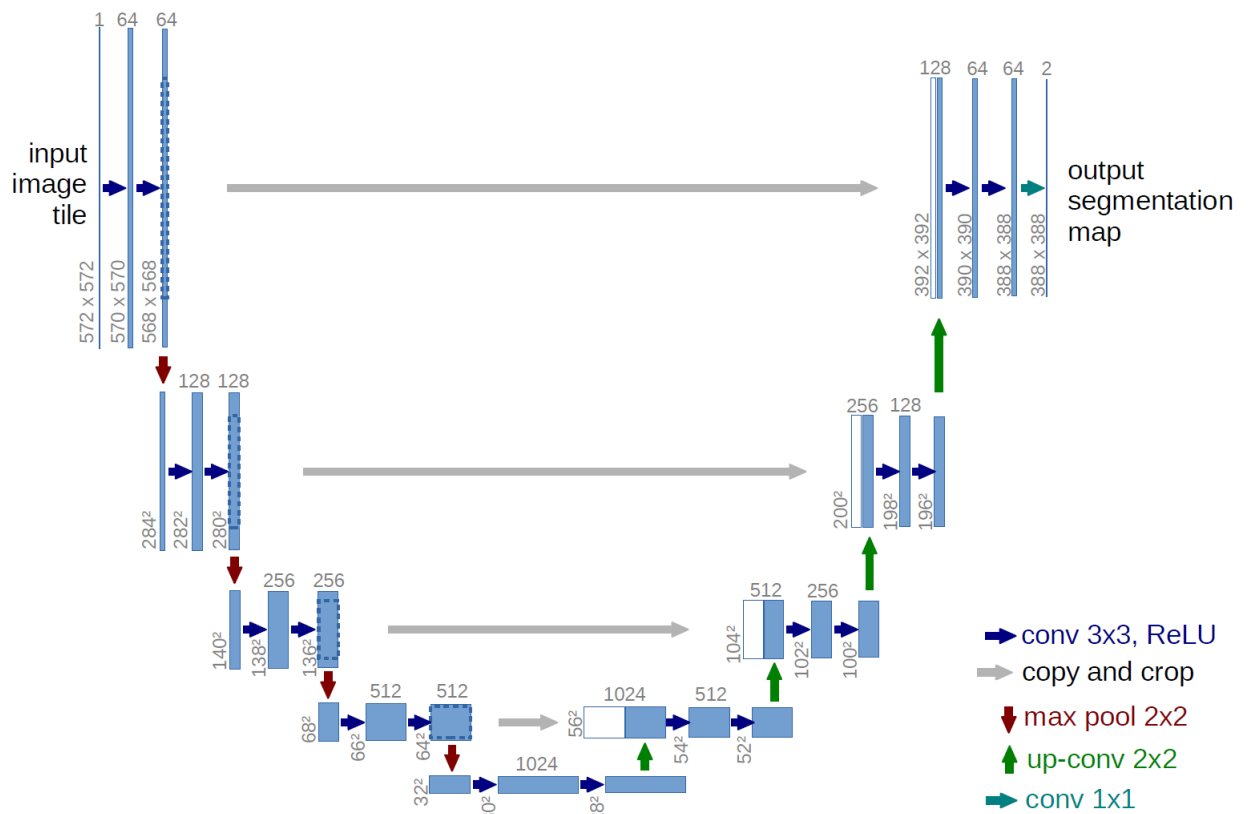 1 64 64
128 64 64 2
input
image
tile
output
segmentation
map
572 x 572
570 x 570
568 x 568
392 x 392
390 x 390
388 x 388
388 x 388
128 128
256 128
284²
282²
280²
200²
198²
196²
256 256
512 256
140²
138²
136²
104²
102²
100²
conv 3x3, ReLU
copy and crop
max pool 2x2
up-conv 2x2
conv 1x1
512 512
1024 512
68²
66²
64²
56²
54²
52²
1024
32²